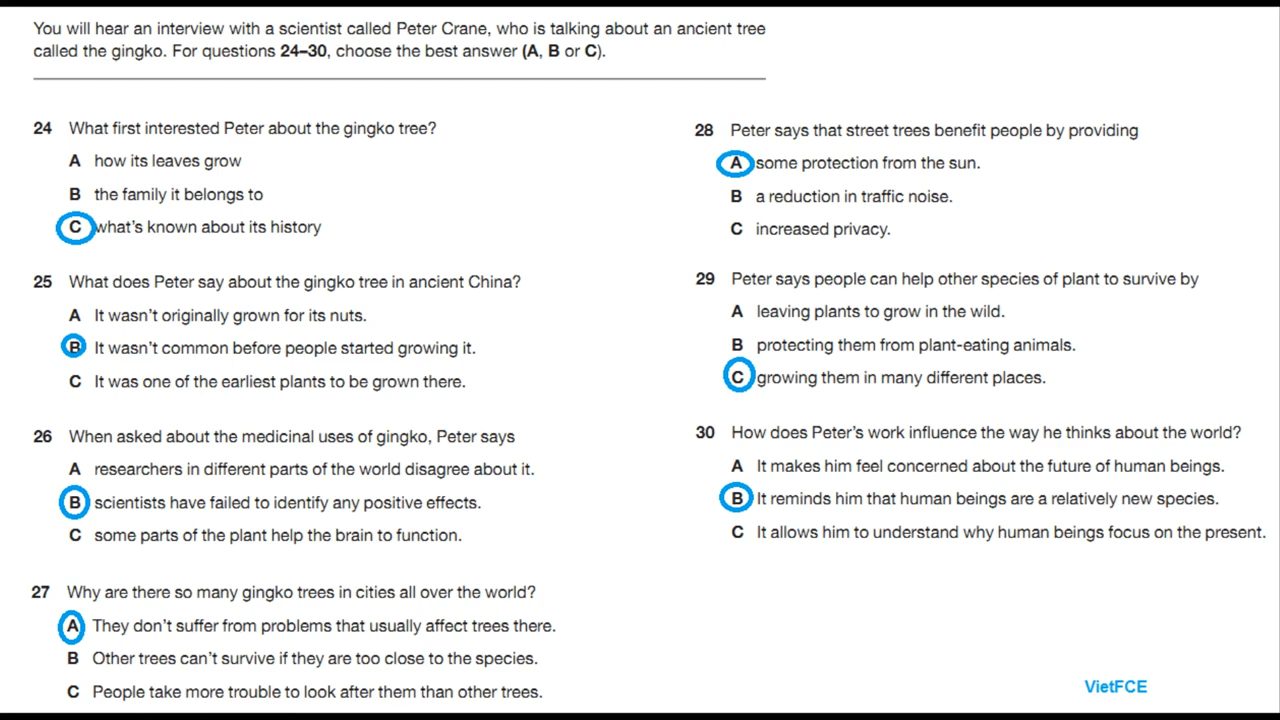 You will hear an interview with a scientist called Peter Crane, who is talking about an ancient tree
called the gingko. For questions 24–30, choose the best answer (A, B or C).
24 What first interested Peter about the gingko tree?
A how its leaves grow
B the family it belongs to
C what's known about its history
25 What does Peter say about the gingko tree in ancient China?
A It wasn't originally grown for its nuts.
B It wasn't common before people started growing it.
C It was one of the earliest plants to be grown there.
26 When asked about the medicinal uses of gingko, Peter says
A researchers in different parts of the world disagree about it.
B scientists have failed to identify any positive effects.
C some parts of the plant help the brain to function.
27 Why are there so many gingko trees in cities all over the world?
A They don't suffer from problems that usually affect trees there.
B Other trees can't survive if they are too close to the species.
C People take more trouble to look after them than other trees.
28 Peter says that street trees benefit people by providing
A some protection from the sun.
B a reduction in traffic noise.
C increased privacy.
29 Peter says people can help other species of plant to survive by
A leaving plants to grow in the wild.
B protecting them from plant-eating animals.
C growing them in many different places.
30 How does Peter's work influence the way he thinks about the world?
A It makes him feel concerned about the future of human beings.
B It reminds him that human beings are a relatively new species.
C It allows him to understand why human beings focus on the present.
VietFCE